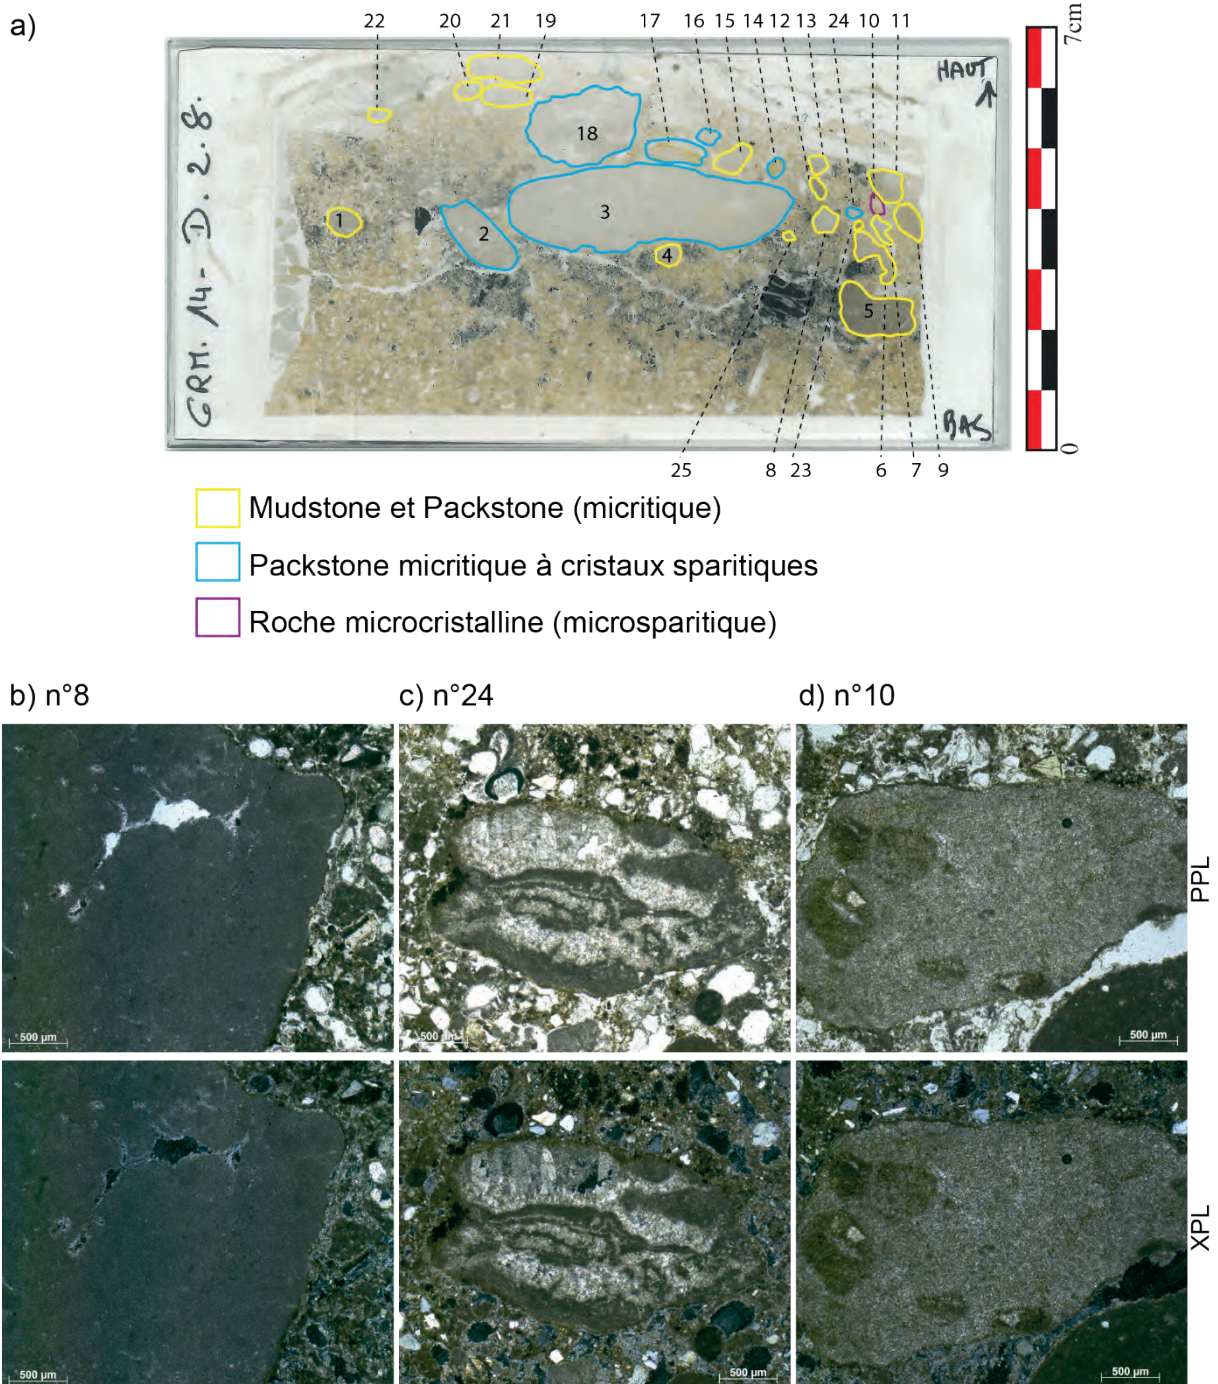 a)
22 20 21 19 17 16 15 14 12 13 24 10 11
7cm
HAUT
GRM. 14 - D. 2. 8.
18
3
1
2
4
5
BAS
0
25 8 23 6 7 9
Mudstone et Packstone (micritique)
Packstone micritique à cristaux sparitiques
Roche microcristalline (microsparitique)
b) n°8
c) n°24
d) n°10
PPL
500 µm
500 µm
500 µm
XPL
500 µm
500 µm
500 µm